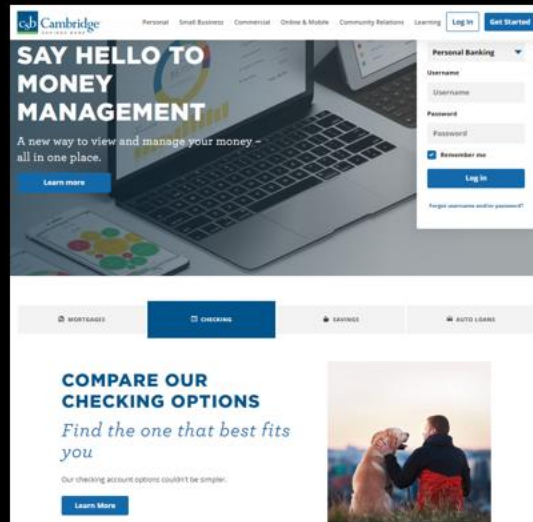 csb Cambridge
SAVINGS BANK
Personal Small Business Commercial Online & Mobile Community Relations Learning Log In Get Started
SAY HELLO TO
MONEY
MANAGEMENT
A new way to view and manage your money –
all in one place.
Learn more
Personal Banking
Username
Username
Password
Password
Remember me
Log in
Forgot username and/or password?
MORTGAGES CHECKING SAVINGS AUTO LOANS
COMPARE OUR
CHECKING OPTIONS
Find the one that best fits
you
Our checking account options couldn't be simpler.
Learn More